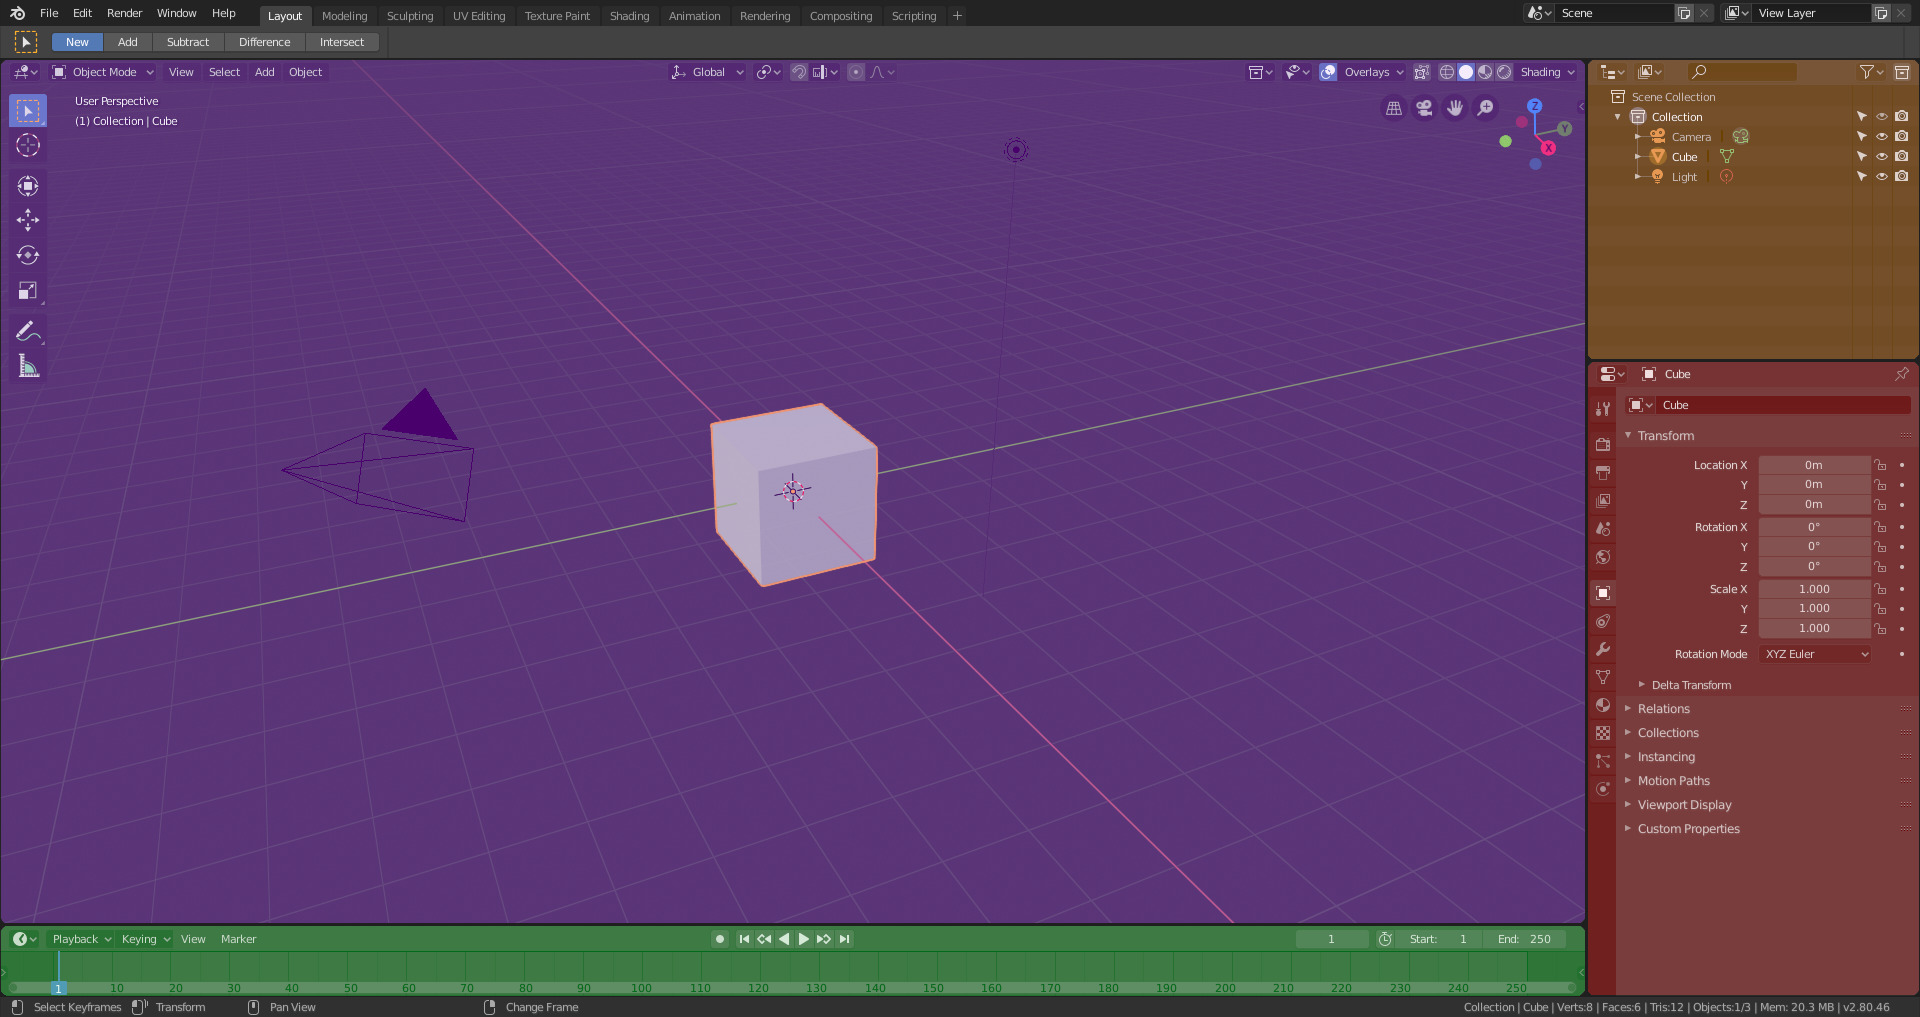 File Edit Render Window Help Layout Modeling Sculpting UV Editing Texture Paint Shading Animation Rendering Compositing Scripting + Scene View Layer
New Add Subtract Difference Intersect
Object Mode View Select Add Object Global Overlays Shading
User Perspective
(1) Collection | Cube
Z
Y
X
Scene Collection
Collection
Camera
Cube
Light
Cube
Cube
Transform
Location X 0m
Y 0m
Z 0m
Rotation X 0°
Y 0°
Z 0°
Scale X 1.000
Y 1.000
Z 1.000
Rotation Mode XYZ Euler
Delta Transform
Relations
Collections
Instancing
Motion Paths
Viewport Display
Custom Properties
Playback Keying View Marker 1 Start: 1 End: 250
1 10 20 30 40 50 60 70 80 90 100 110 120 130 140 150 160 170 180 190 200 210 220 230 240 250
Select Keyframes Transform Pan View Change Frame Collection | Cube | Verts:8 | Faces:6 | Tris:12 | Objects:1/3 | Mem: 20.3 MB | v2.80.46